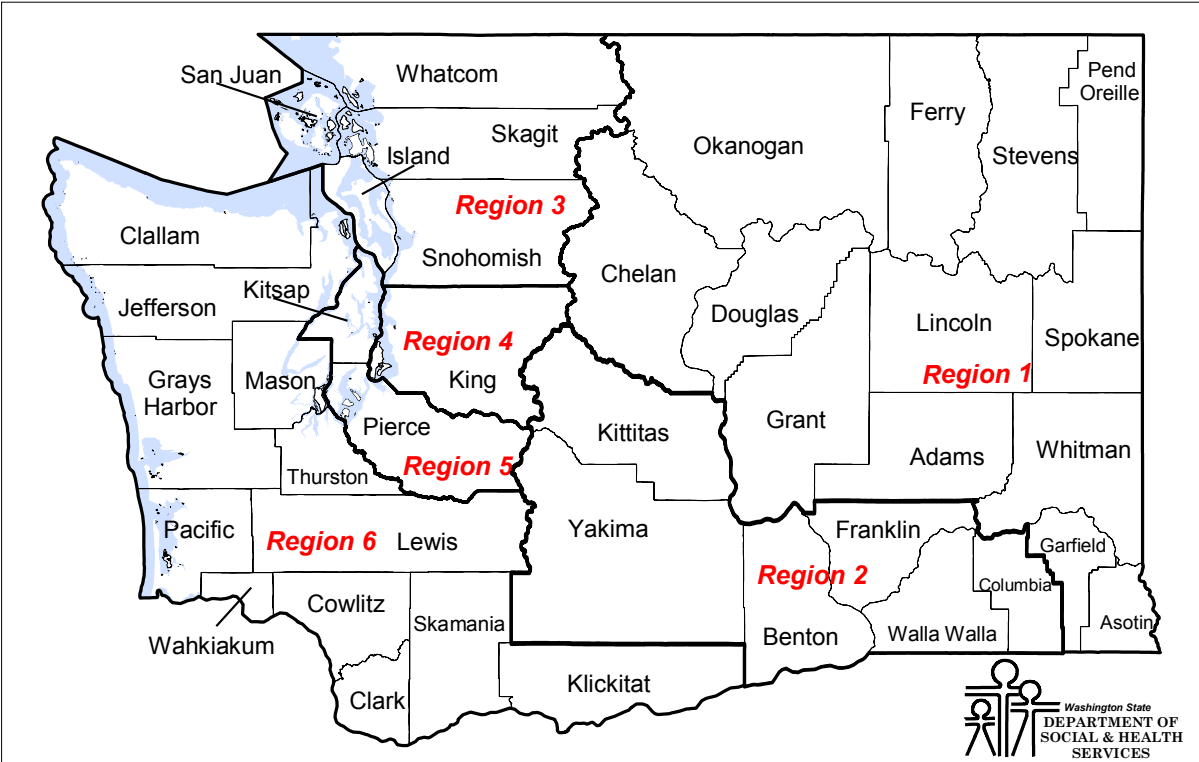 San Juan
Whatcom
Pend
Oreille
Ferry
Skagit
Okanogan
Stevens
Island
Region 3
Clallam
Snohomish
Chelan
Kitsap
Jefferson
Douglas
Lincoln
Spokane
Region 4
Region 1
Grays
Harbor
Mason
King
Pierce
Kittitas
Grant
Whitman
Adams
Thurston
Region 5
Pacific
Region 6
Lewis
Yakima
Franklin
Garfield
Region 2
Columbia
Cowlitz
Skamania
Asotin
Wahkiakum
Benton
Walla Walla
Klickitat
Clark
Washington State
DEPARTMENT OF
SOCIAL & HEALTH
SERVICES